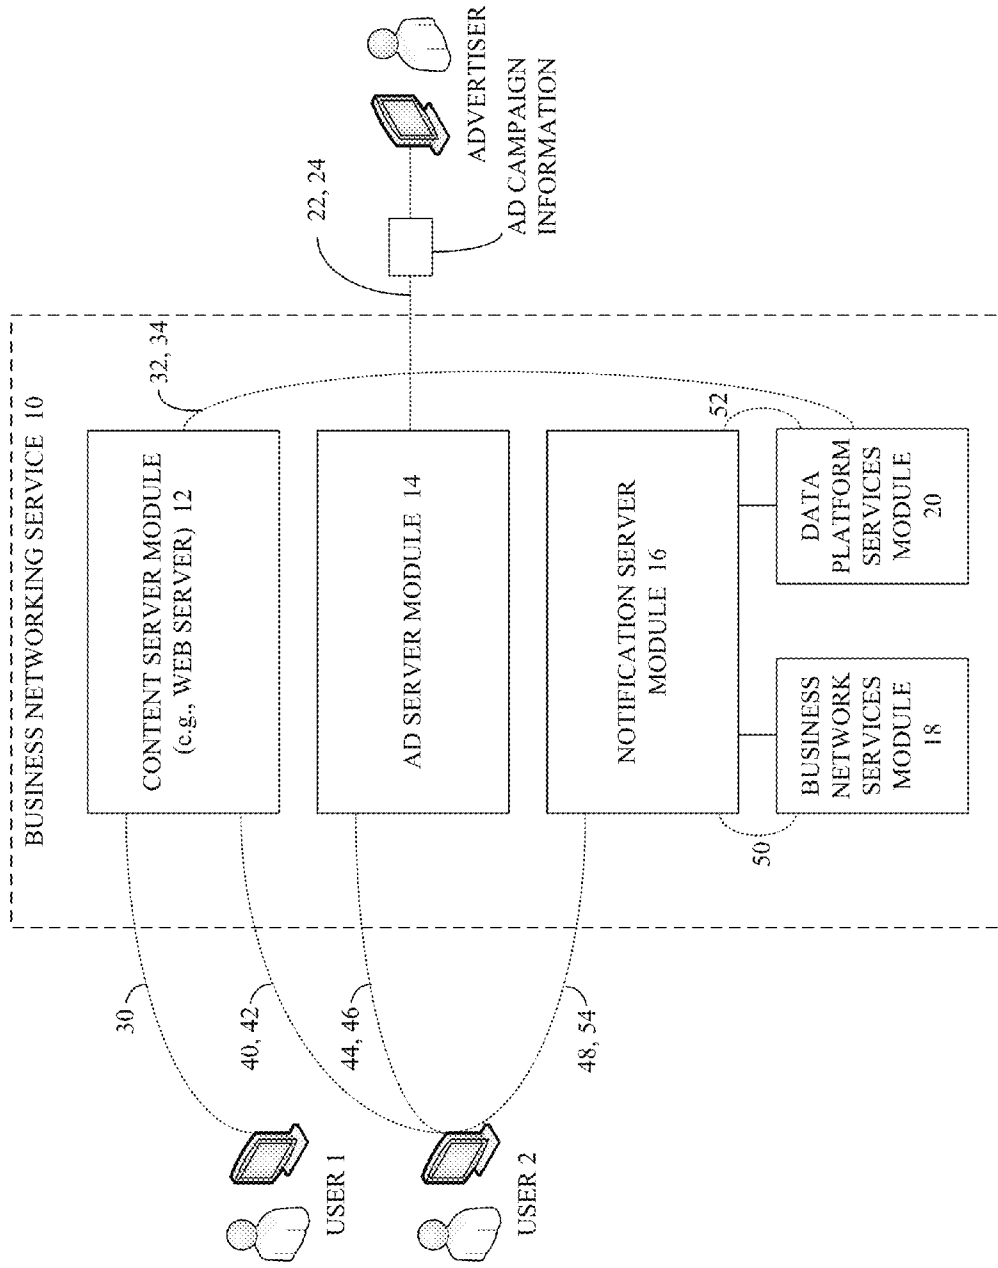 BUSINESS NETWORKING SERVICE 10
CONTENT SERVER MODULE
(e.g., WEB SERVER) 12
32, 34
AD SERVER MODULE 14
22, 24
ADVERTISER
AD CAMPAIGN
INFORMATION
NOTIFICATION SERVER
MODULE 16
52
50
BUSINESS
NETWORK
SERVICES
MODULE
18
DATA
PLATFORM
SERVICES
MODULE
20
30
40, 42
44, 46
48, 54
USER 1
USER 2